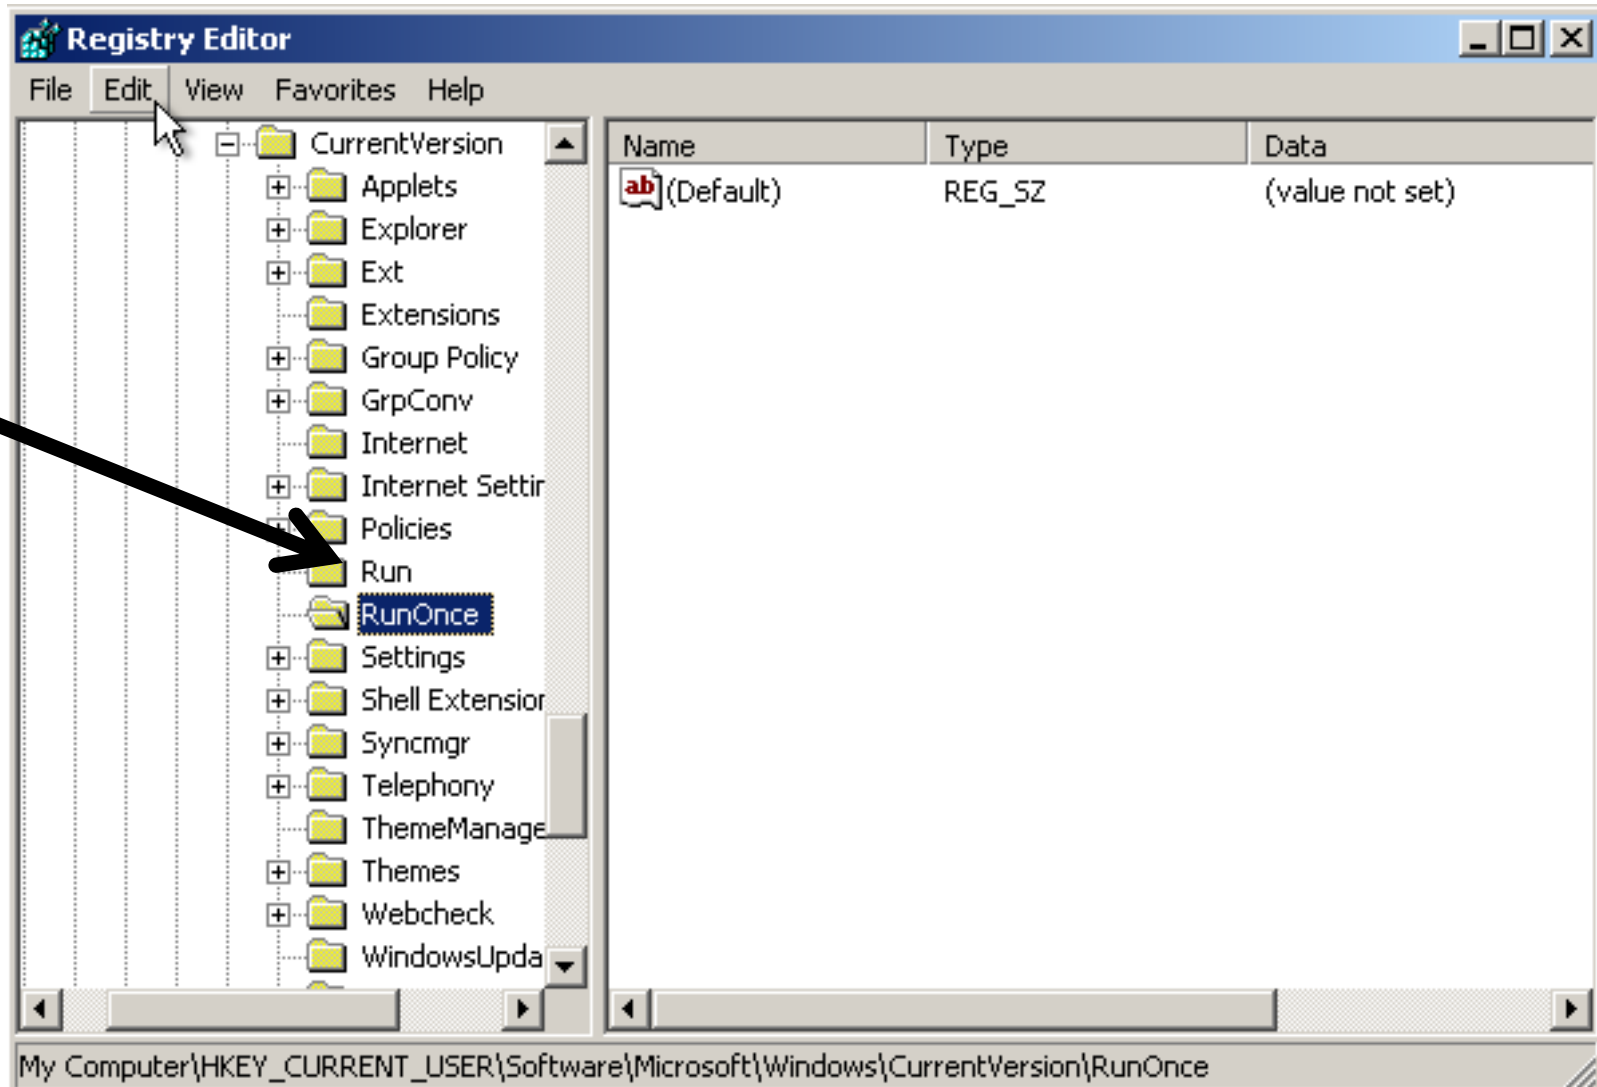 Registry Editor
File Edit View Favorites Help
CurrentVersion
Applets
Explorer
Ext
Extensions
Group Policy
GrpConv
Internet
Internet Settir
Policies
Run
RunOnce
Settings
Shell Extension
Syncmgr
Telephony
ThemeManage
Themes
Webcheck
WindowsUpda
Name Type Data
ab (Default) REG_SZ (value not set)
My Computer\HKEY_CURRENT_USER\Software\Microsoft\Windows\CurrentVersion\RunOnce